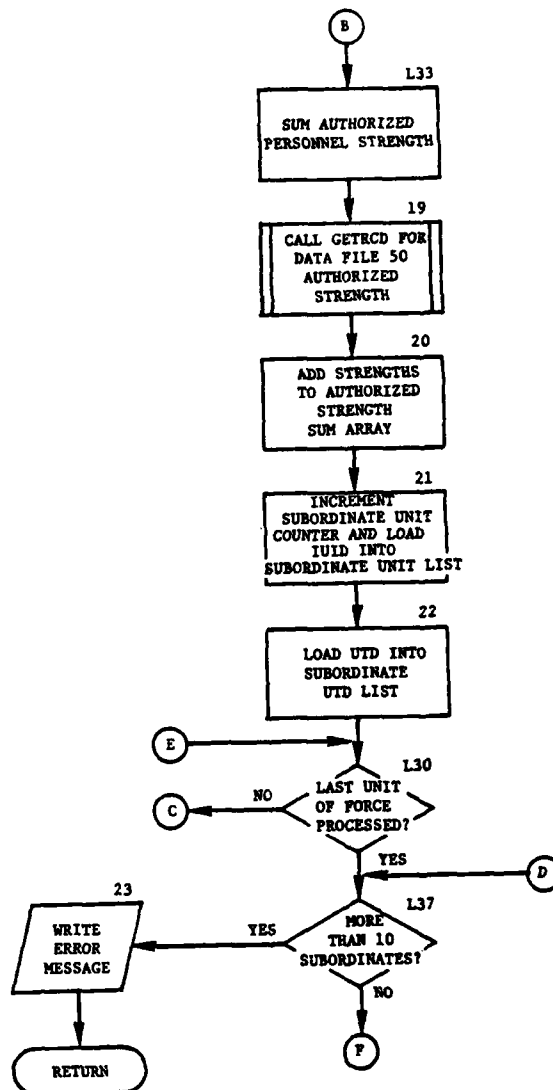 B
L33
SUM AUTHORIZED
PERSONNEL STRENGTH
19
CALL GETRCD FOR
DATA FILE 50
AUTHORIZED
STRENGTH
20
ADD STRENGTHS
TO AUTHORIZED
STRENGTH
SUM ARRAY
21
INCREMENT
SUBORDINATE UNIT
COUNTER AND LOAD
IUID INTO
SUBORDINATE UNIT LIST
22
LOAD UTD INTO
SUBORDINATE
UTD LIST
E
L30
LAST UNIT
OF FORCE
PROCESSED?
NO
C
YES
D
L37
MORE
THAN 10
SUBORDINATES?
YES
23
WRITE
ERROR
MESSAGE
NO
RETURN
F